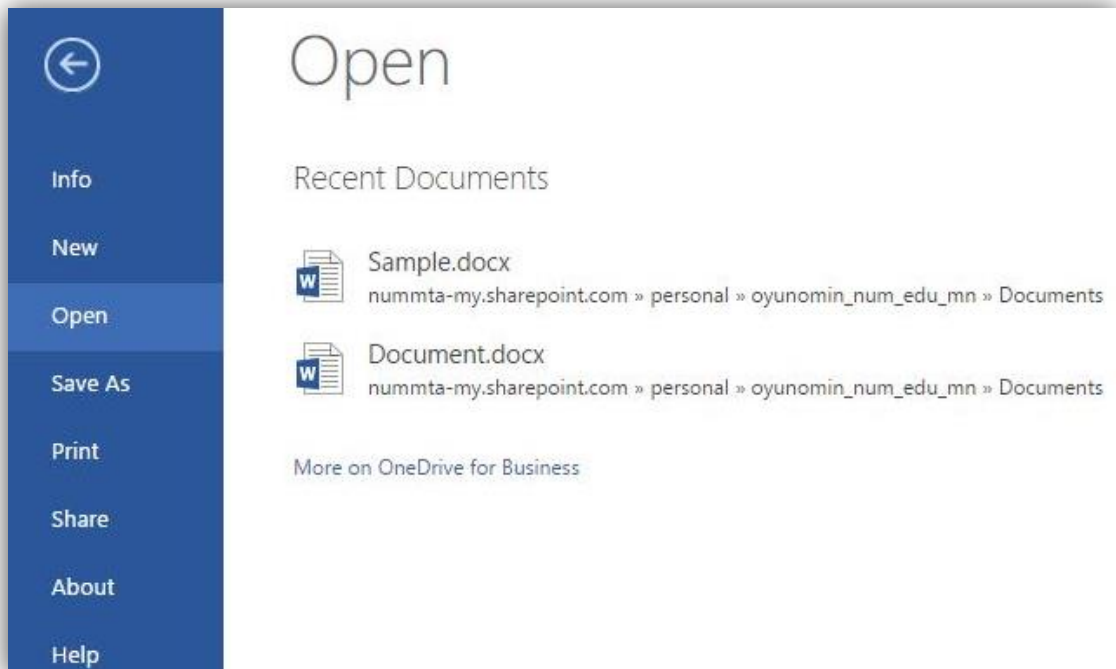 Open
Info
New
Open
Save As
Print
Share
About
Help
Recent Documents
Sample.docx
nummta-my.sharepoint.com » personal » oyunomin_num_edu_mn » Documents
Document.docx
nummta-my.sharepoint.com » personal » oyunomin_num_edu_mn » Documents
More on OneDrive for Business